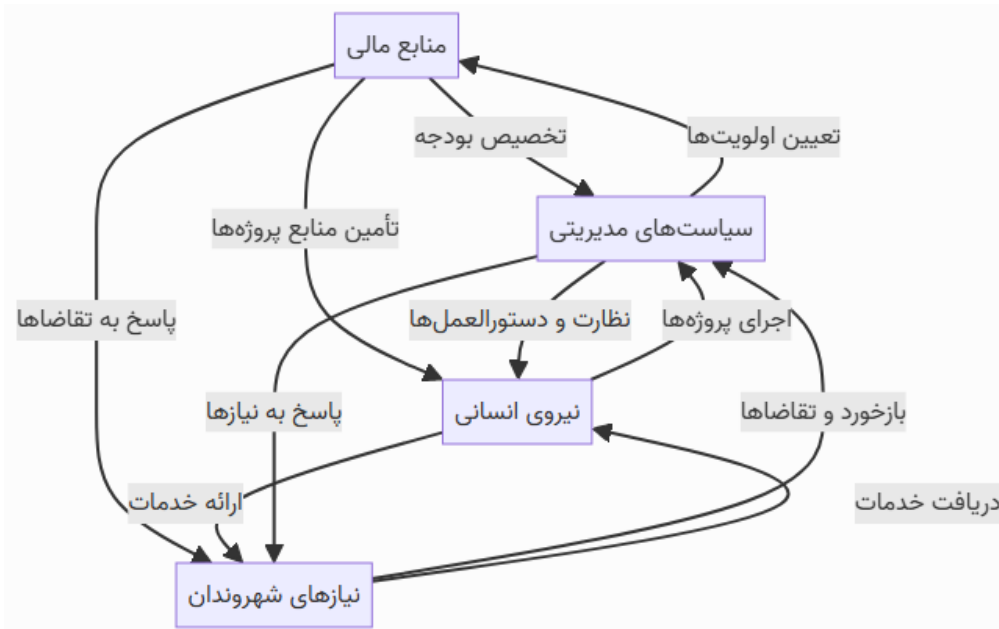 منابع مالی
تعیین اولویت‌ها
تخصیص بودجه
سیاست‌های مدیریتی
تأمین منابع پروژه‌ها
اجرای پروژه‌ها
نظارت و دستورالعمل‌ها
پاسخ به تقاضاها
بازخورد و تقاضاها
نیروی انسانی
پاسخ به نیازها
دریافت خدمات
ارائه خدمات
نیازهای شهروندان